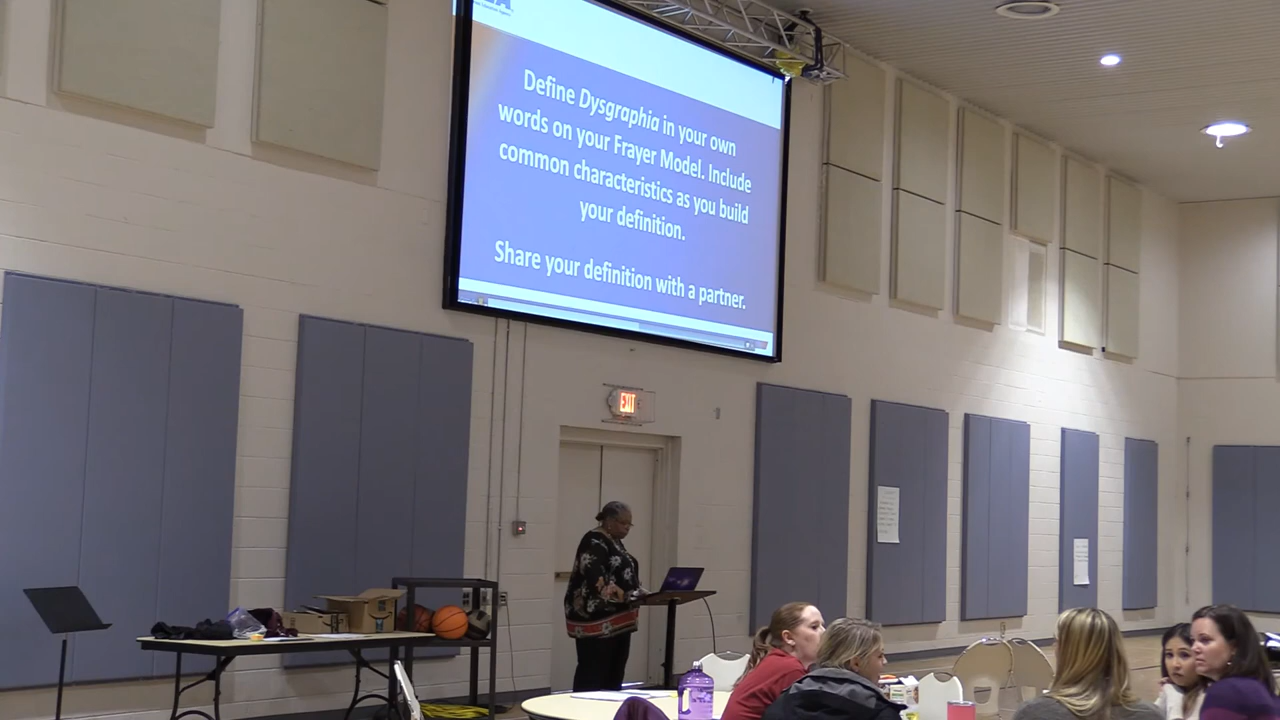 Define Dysgraphia in your own
words on your Frayer Model. Include
common characteristics as you build
your definition.
Share your definition with a partner.
EXIT